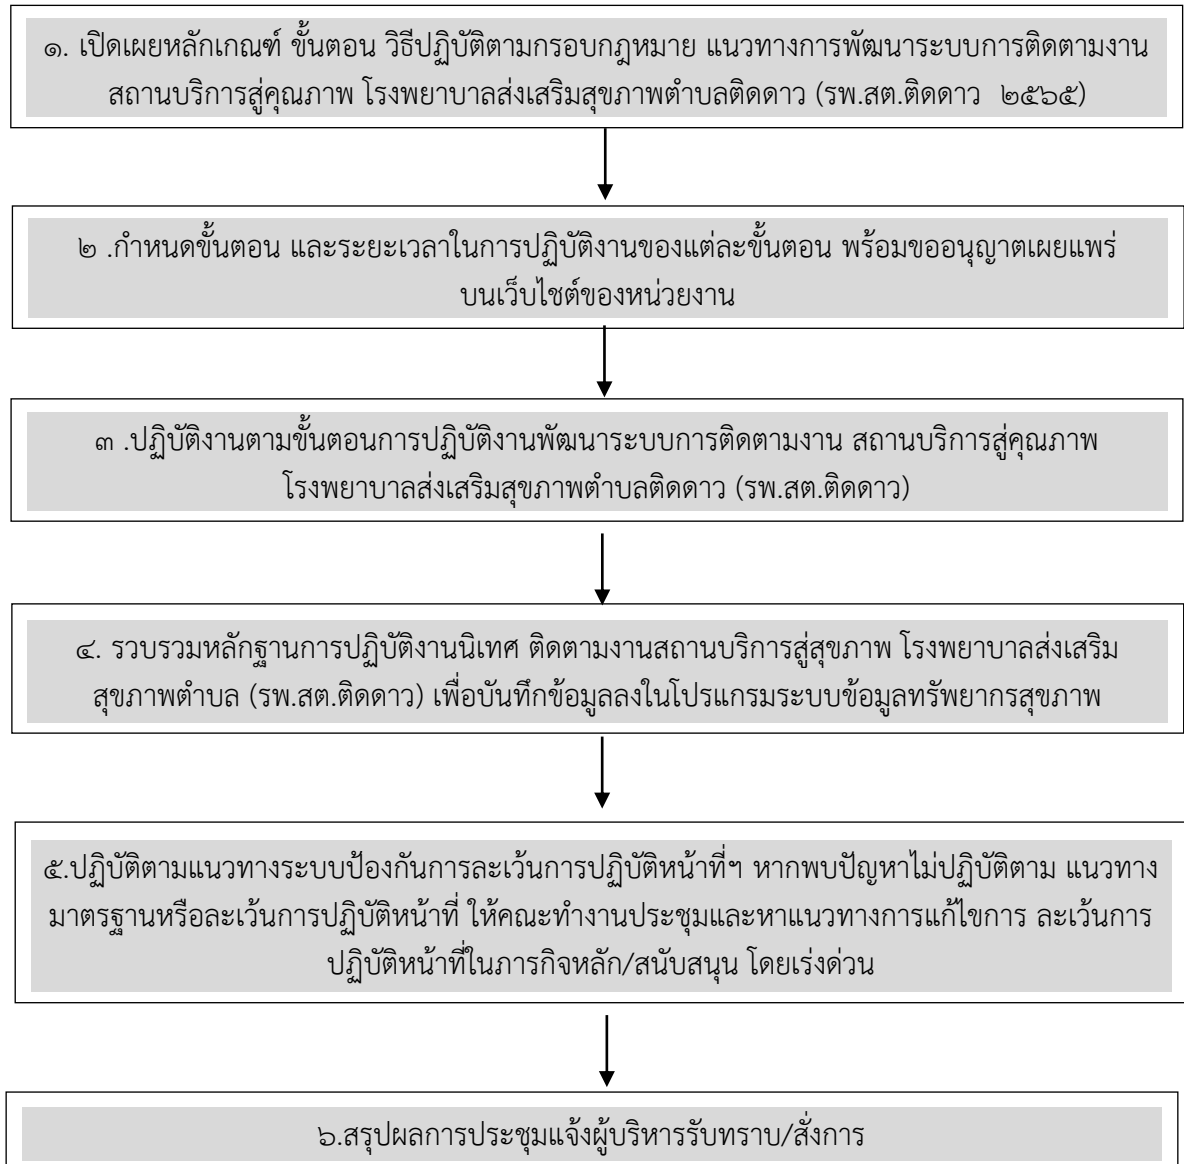 ๑. เปิดเผยหลักเกณฑ์ ขั้นตอน วิธีปฏิบัติตามกรอบกฎหมาย แนวทางการพัฒนาระบบการติดตามงาน
สถานบริการสู่คุณภาพ โรงพยาบาลส่งเสริมสุขภาพตำบลติดดาว (รพ.สต.ติดดาว ๒๕๖๕)
๒ .กำหนดขั้นตอน และระยะเวลาในการปฏิบัติงานของแต่ละขั้นตอน พร้อมขออนุญาตเผยแพร่
บนเว็บไชต์ของหน่วยงาน
๓ .ปฏิบัติงานตามขั้นตอนการปฏิบัติงานพัฒนาระบบการติดตามงาน สถานบริการสู่คุณภาพ
โรงพยาบาลส่งเสริมสุขภาพตำบลติดดาว (รพ.สต.ติดดาว)
๔. รวบรวมหลักฐานการปฏิบัติงานนิเทศ ติดตามงานสถานบริการสู่สุขภาพ โรงพยาบาลส่งเสริม
สุขภาพตำบล (รพ.สต.ติดดาว) เพื่อบันทึกข้อมูลลงในโปรแกรมระบบข้อมูลทรัพยากรสุขภาพ
๕.ปฏิบัติตามแนวทางระบบป้องกันการละเว้นการปฏิบัติหน้าที่ฯ หากพบปัญหาไม่ปฏิบัติตาม แนวทาง
มาตรฐานหรือละเว้นการปฏิบัติหน้าที่ ให้คณะทำงานประชุมและหาแนวทางการแก้ไขการ ละเว้นการ
ปฏิบัติหน้าที่ในภารกิจหลัก/สนับสนุน โดยเร่งด่วน
๖.สรุปผลการประชุมแจ้งผู้บริหารรับทราบ/สั่งการ